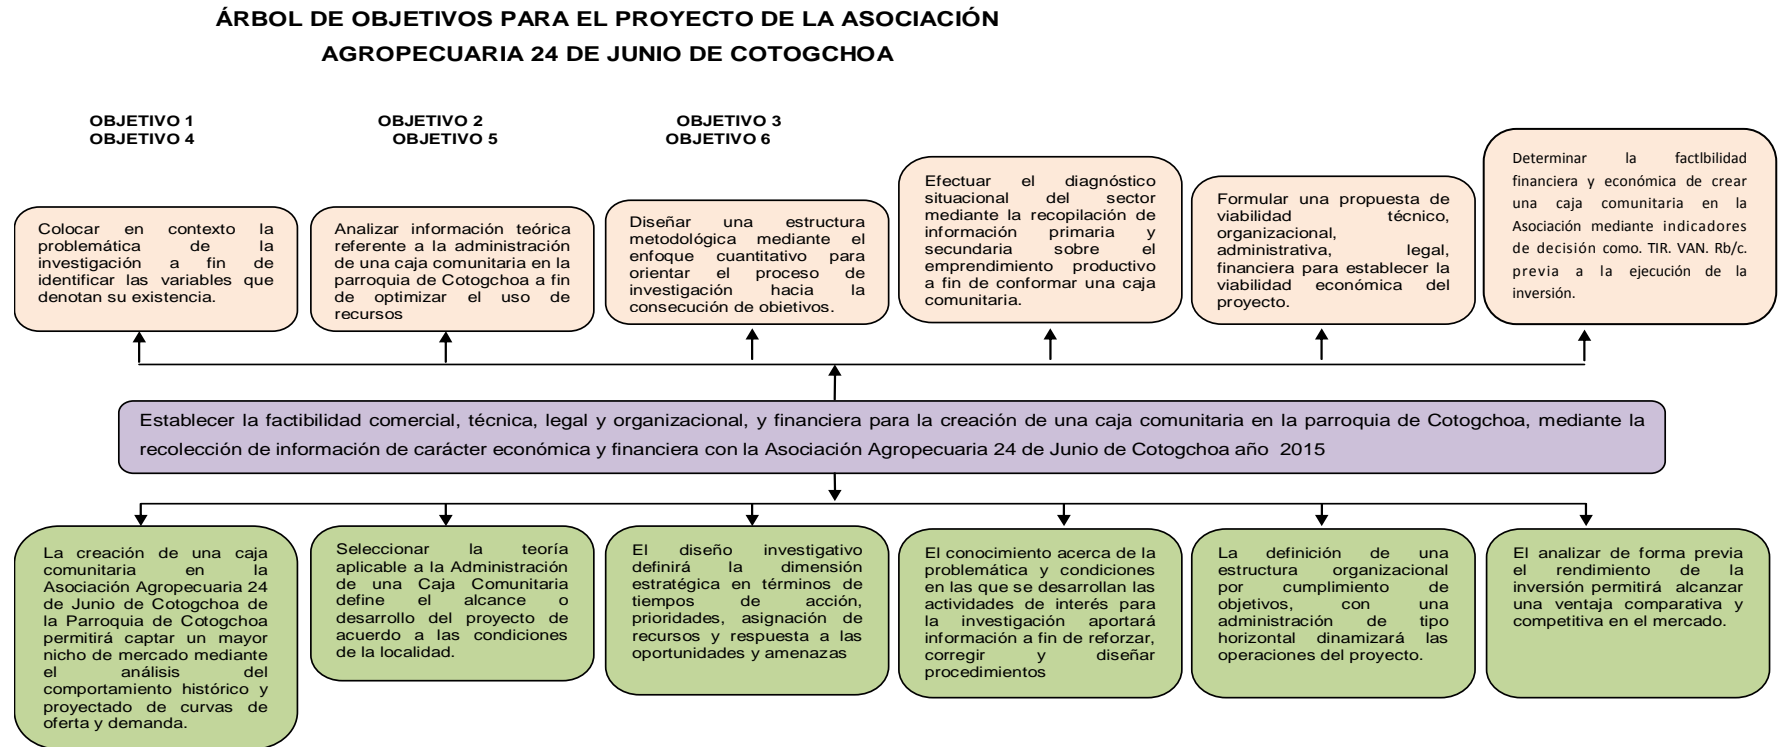 ÁRBOL DE OBJETIVOS PARA EL PROYECTO DE LA ASOCIACIÓN
AGROPECUARIA 24 DE JUNIO DE COTOGCHOA
OBJETIVO 1 OBJETIVO 2 OBJETIVO 3
OBJETIVO 4 OBJETIVO 5 OBJETIVO 6
Colocar en contexto la
problemática de la
investigación a fin de
identificar las variables que
denotan su existencia.
Analizar información teórica
referente a la administración
de una caja comunitaria en la
parroquia de Cotogchoa a fin
de optimizar el uso de
recursos
Diseñar una estructura
metodológica mediante el
enfoque cuantitativo para
orientar el proceso de
investigación hacia la
consecución de obietivos.
Efectuar el diagnóstico
situacional del sector
mediante la recopilación de
información primaria y
secundaria sobre el
emprendimiento productivo
a fin de conformar una caja
comunitaria.
Formular una propuesta de
viabilidad técnico,
organizacional,
administrativa, legal,
financiera para establecer la
viabilidad económica del
proyecto.
Determinar la factlbilidad
financiera y económica de crear
una caja comunitaria en la
Asociación mediante indicadores
de decisión como. TIR. VAN. Rb/c.
previa a la ejecución de la
inversión.
Establecer la factibilidad comercial, técnica, legal y organizacional, y financiera para la creación de una caja comunitaria en la parroquia de Cotogchoa, mediante la
recolección de información de carácter económica y financiera con la Asociación Agropecuaria 24 de Junio de Cotogchoa año 2015
La creación de una caja
comunitaria en la
Asociación Agropecuaria 24
de Junio de Cotogchoa de
la Parroquia de Cotogchoa
permitirá captar un mayor
nicho de mercado mediante
el análisis del
comportamiento histórico y
proyectado de curvas de
oferta y demanda.
Seleccionar la teoría
aplicable a la Administración
de una Caja Comunitaria
define el alcance o
desarrollo del proyecto de
acuerdo a las condiciones
de la localidad.
El diseño investigativo
definirá la dimensión
estratégica en términos de
tiempos de acción,
prioridades, asignación de
recursos y respuesta a las
oportunidades y amenazas
El conocimiento acerca de la
problemática y condiciones
en las que se desarrollan las
actividades de interés para
la investigación aportará
información a fin de reforzar,
corregir y diseñar
procedimientos
La definición de una
estructura organizacional
por cumplimiento de
objetivos, con una
administración de tipo
horizontal dinamizará las
operaciones del proyecto.
El analizar de forma previa
el rendimiento de la
inversión permitirá alcanzar
una ventaja comparativa y
competitiva en el mercado.